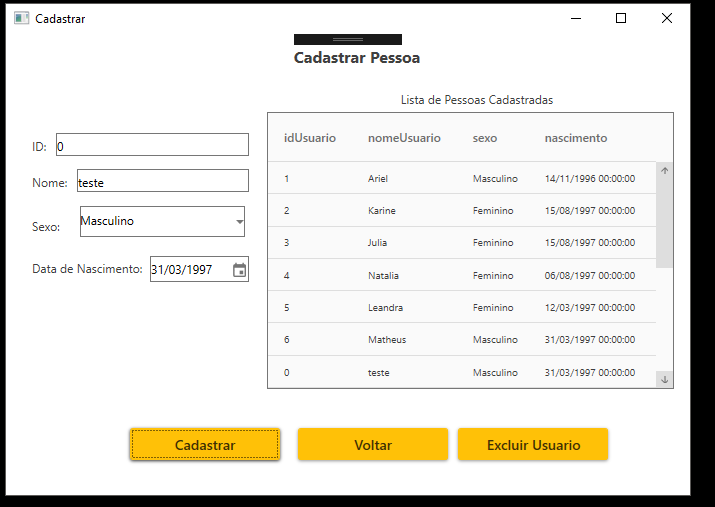 Cadastrar
Cadastrar Pessoa
Lista de Pessoas Cadastradas
ID: 0
Nome: teste
Sexo: Masculino
Data de Nascimento: 31/03/1997
idUsuario nomeUsuario sexo nascimento
1 Ariel Masculino 14/11/1996 00:00:00
2 Karine Feminino 15/08/1997 00:00:00
3 Julia Feminino 15/08/1997 00:00:00
4 Natalia Feminino 06/08/1997 00:00:00
5 Leandra Feminino 12/03/1997 00:00:00
6 Matheus Masculino 31/03/1997 00:00:00
0 teste Masculino 31/03/1997 00:00:00
Cadastrar Voltar Excluir Usuario